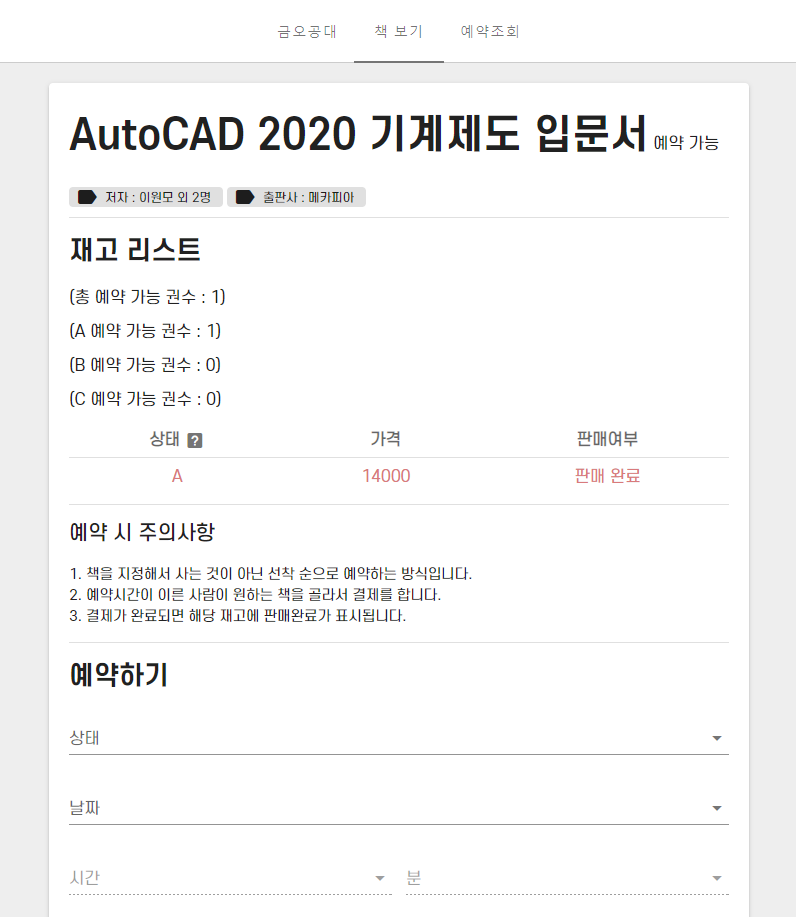 금오공대 책 보기 예약조회
AutoCAD 2020 기계제도 입문서 예약 가능
저자 : 이원모 외 2명 출판사 : 메카피아
재고 리스트
(총 예약 가능 권수 : 1)
(A 예약 가능 권수 : 1)
(B 예약 가능 권수 : 0)
(C 예약 가능 권수 : 0)
상태 ? 가격 판매여부
A 14000 판매 완료
예약 시 주의사항
1. 책을 지정해서 사는 것이 아닌 선착 순으로 예약하는 방식입니다.
2. 예약시간이 이른 사람이 원하는 책을 골라서 결제를 합니다.
3. 결제가 완료되면 해당 재고에 판매완료가 표시됩니다.
예약하기
상태
날짜
시간 분